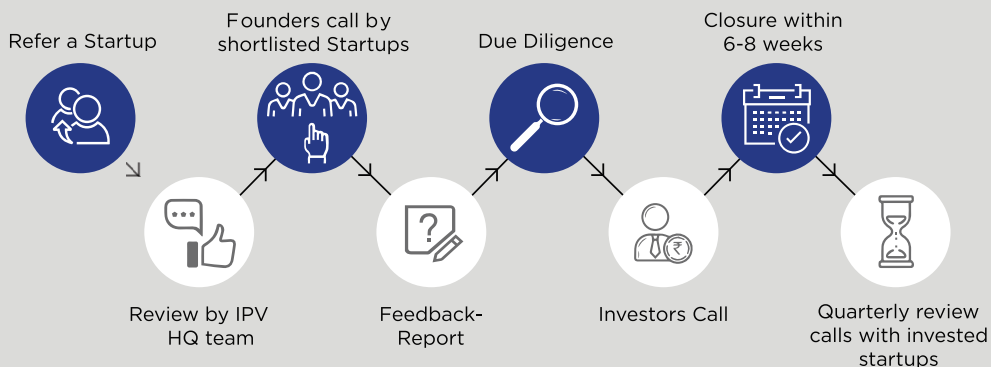 Refer a Startup
Founders call by
shortlisted Startups
Due Diligence
Closure within
6-8 weeks
?
₹
Review by IPV
HQ team
Feedback-
Report
Investors Call
Quarterly review
calls with invested
startups